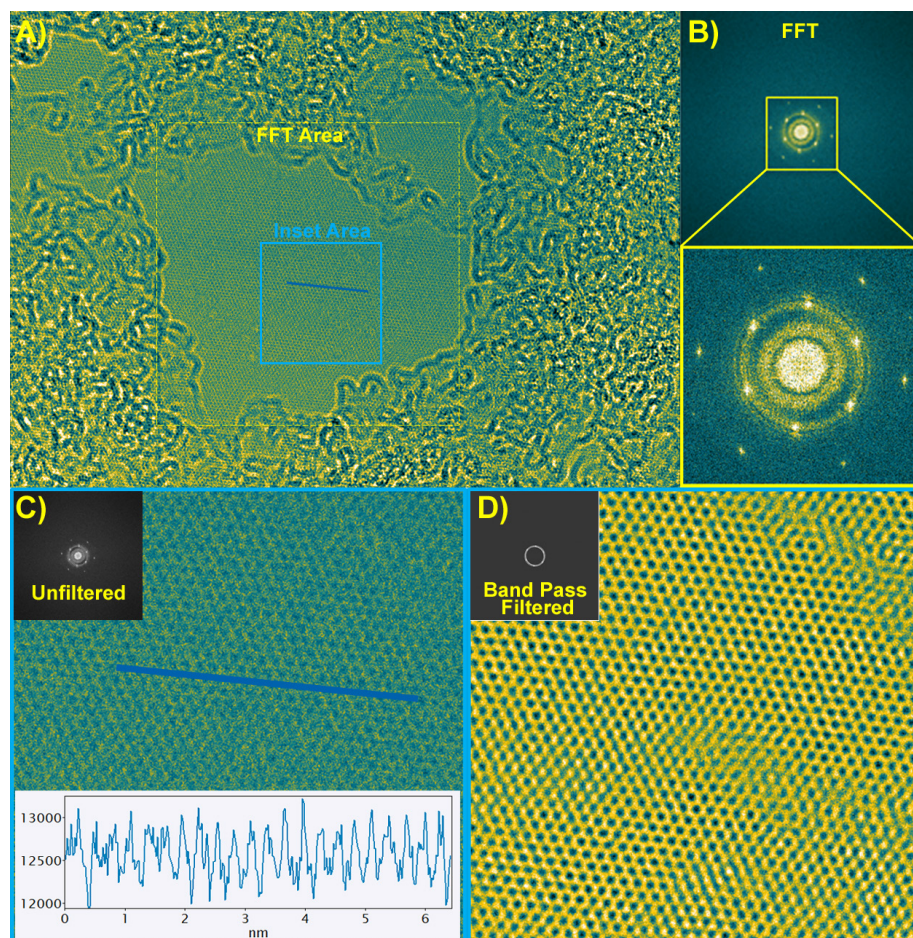 A)
FFT Area
Inset Area
B)
FFT
C)
Unfiltered
13000
12500
12000
0 1 2 3 4 5 6
nm
D)
Band Pass
Filtered